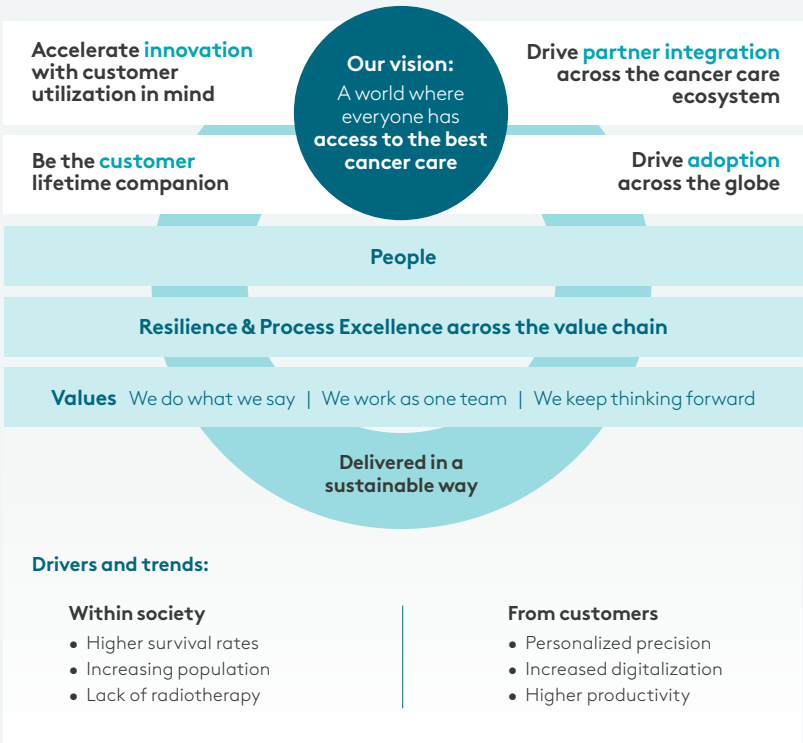 Accelerate innovation
with customer
utilization in mind
Our vision:
A world where
everyone has
access to the best
cancer care
Drive partner integration
across the cancer care
ecosystem
Be the customer
lifetime companion
Drive adoption
across the globe
People
Resilience & Process Excellence across the value chain
Values We do what we say | We work as one team | We keep thinking forward
Delivered in a
sustainable way
Drivers and trends:
Within society
• Higher survival rates
• Increasing population
• Lack of radiotherapy
From customers
• Personalized precision
• Increased digitalization
• Higher productivity